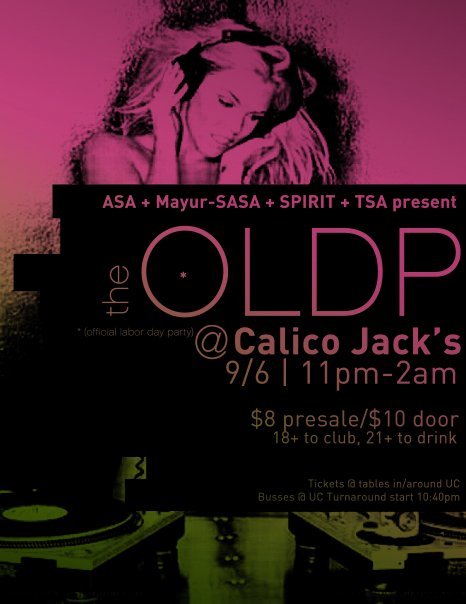 ASA + Mayur-SASA + SPIRIT + TSA present
the OLDP
*
* (official labor day party)
@Calico Jack's
9/6 | 11pm-2am
$8 presale/$10 door
18+ to club, 21+ to drink
Tickets @ tables in/around UC
Busses @ UC Turnaround start 10:40pm